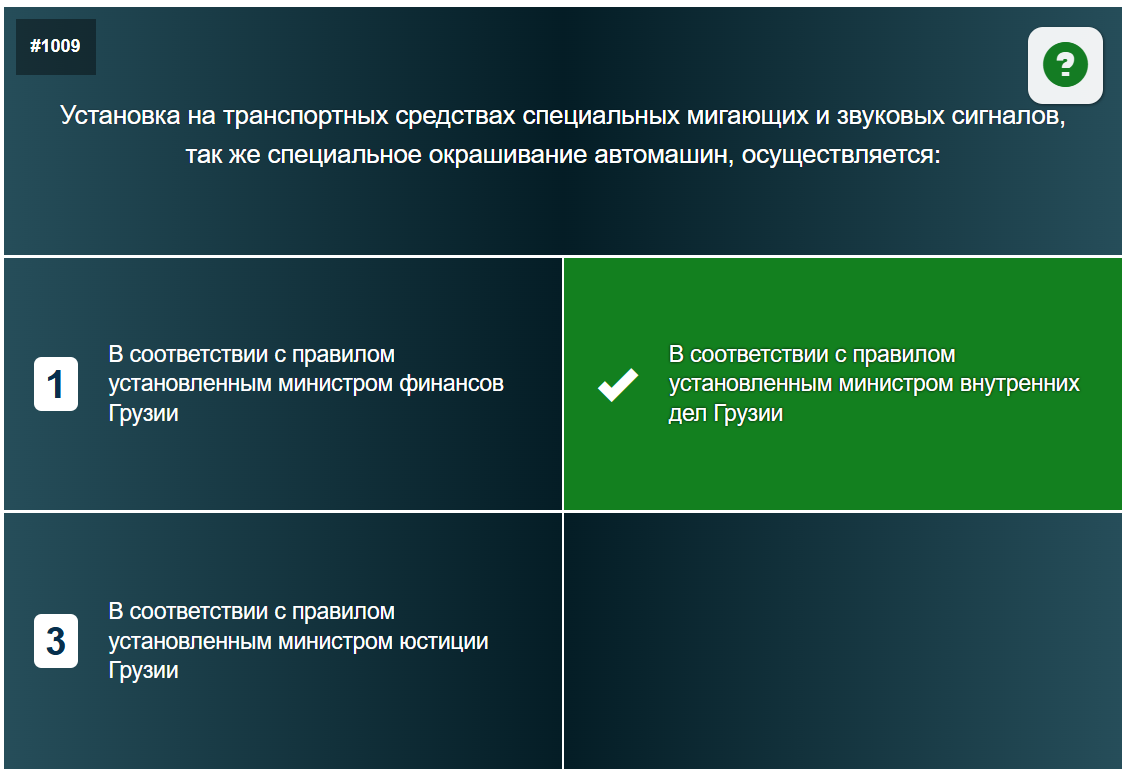 #1009
?
Установка на транспортных средствах специальных мигающих и звуковых сигналов,
так же специальное окрашивание автомашин, осуществляется:
1
В соответствии с правилом
установленным министром финансов
Грузии
В соответствии с правилом
установленным министром внутренних
дел Грузии
3
В соответствии с правилом
установленным министром юстиции
Грузии